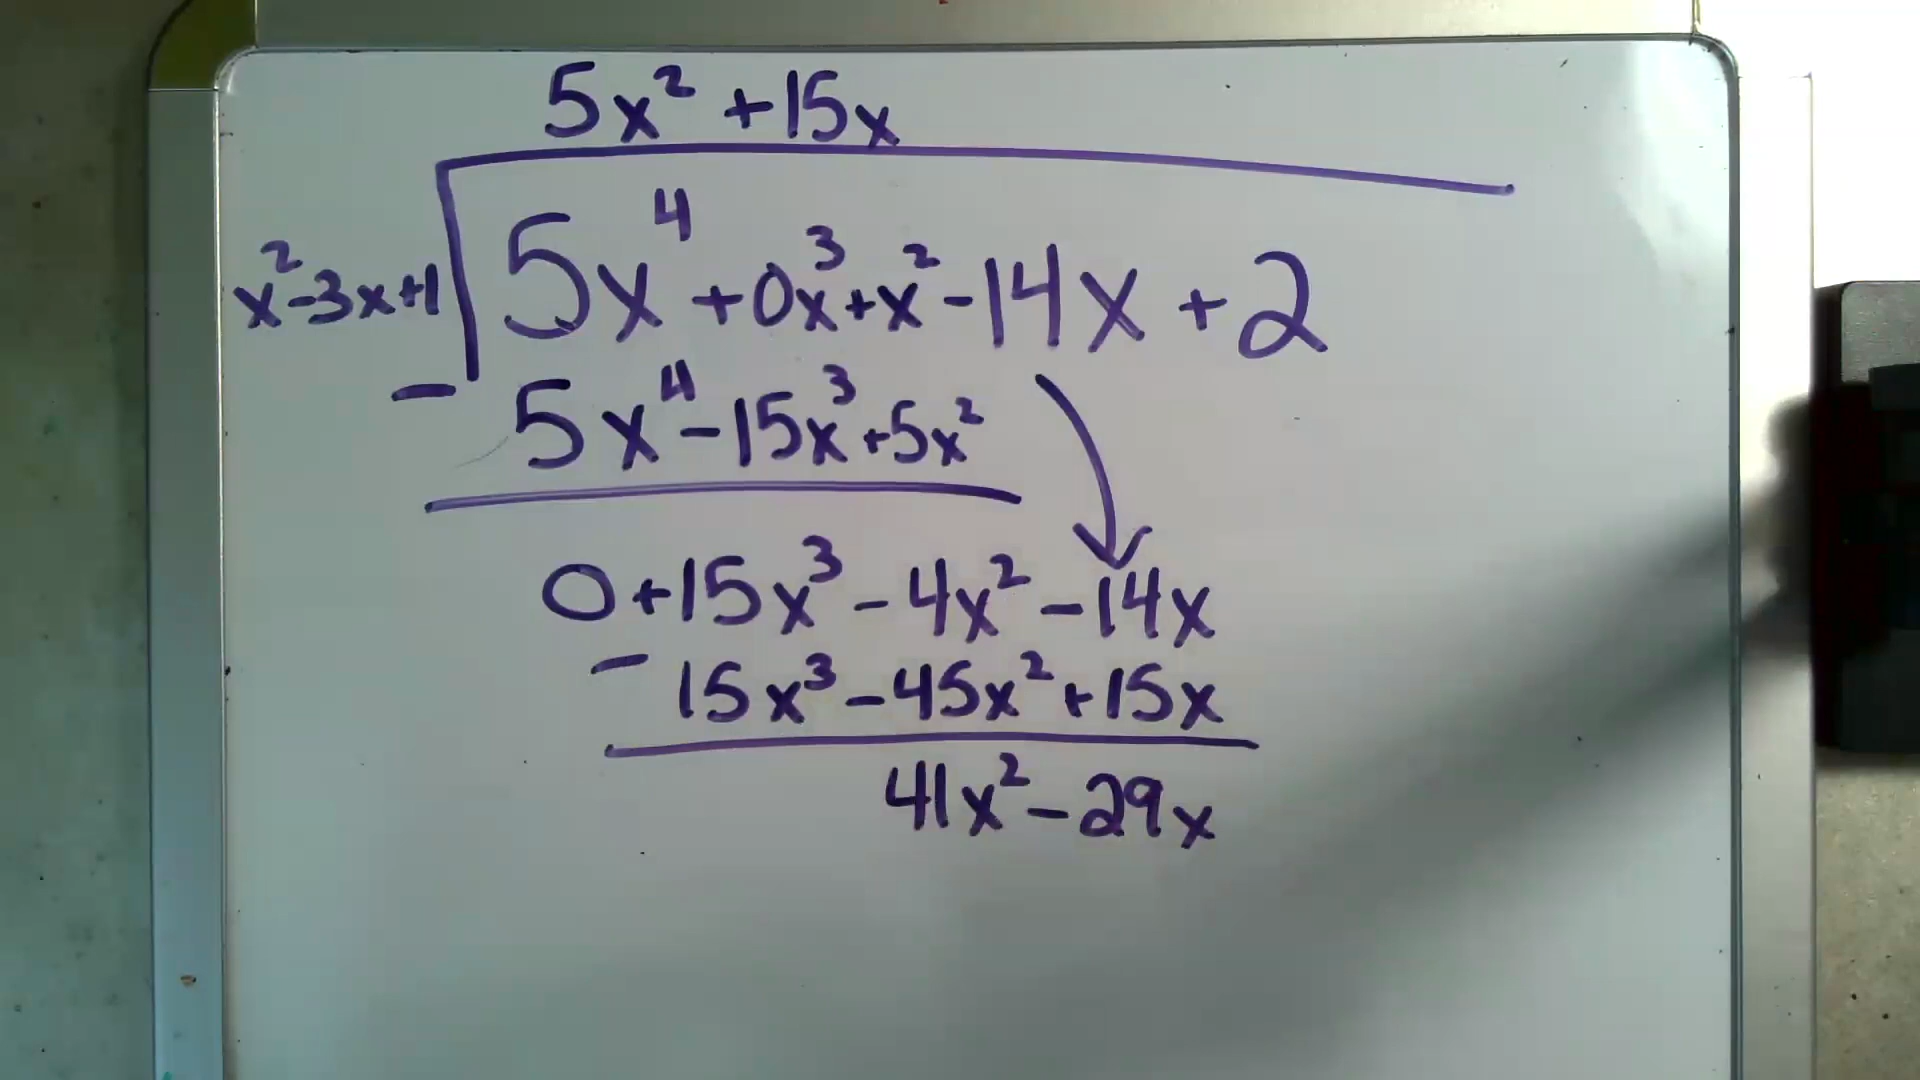 5x² +15x
x²-3x+1 5x⁴ +0x³+x²-14x +2
- 5x⁴-15x³+5x²
0+15x³-4x²-14x
- 15x³-45x²+15x
41x²-29x